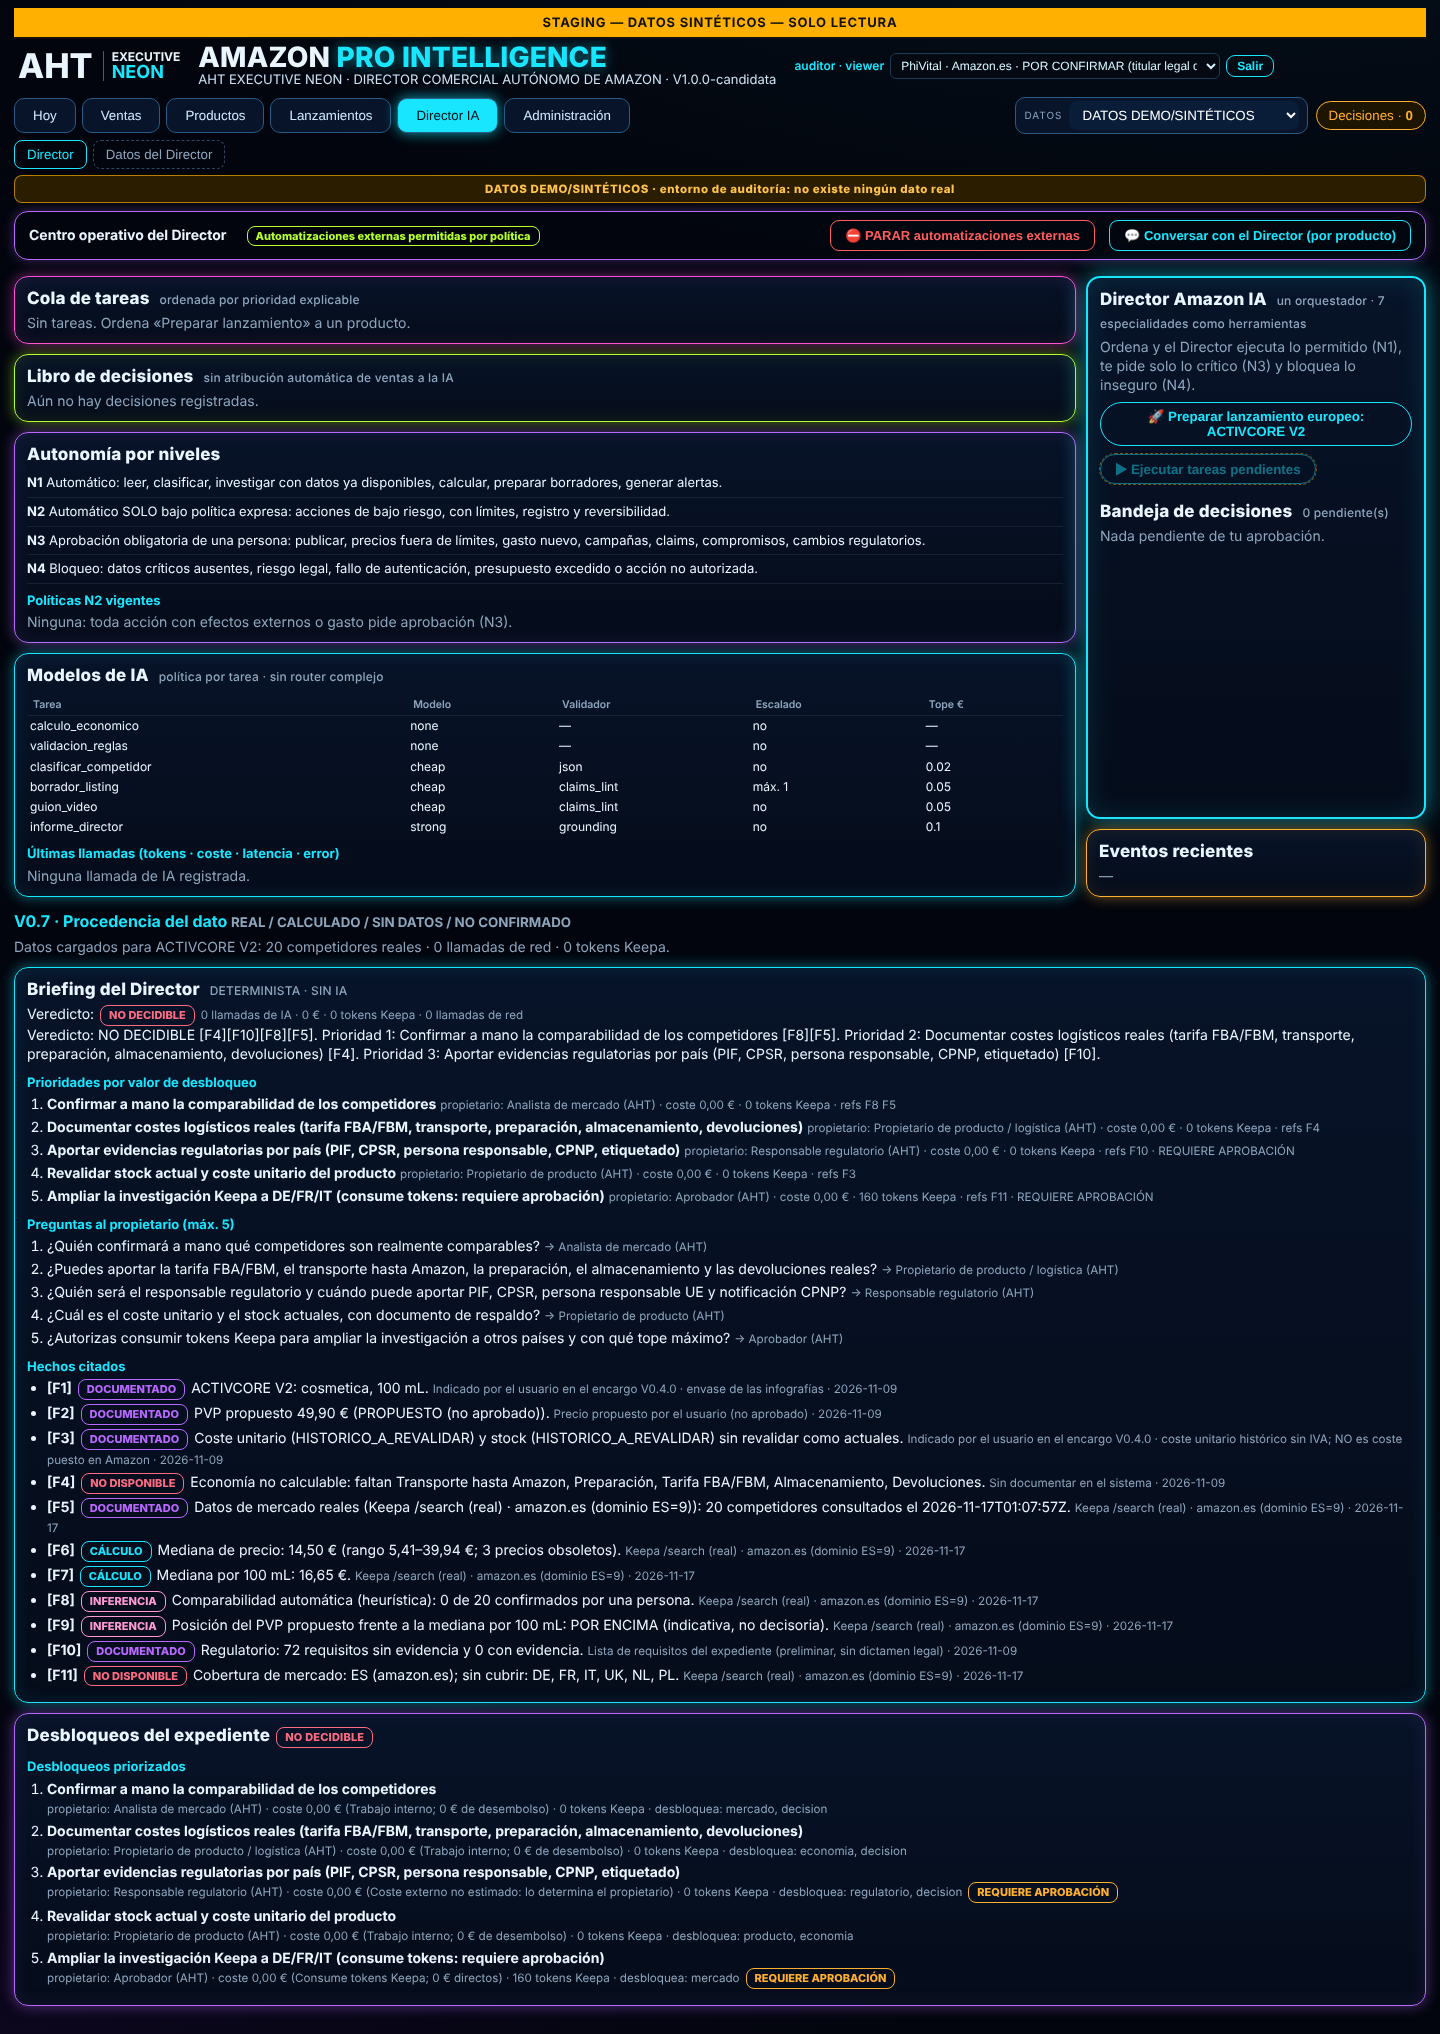 STAGING — DATOS SINTÉTICOS — SOLO LECTURA
AHT
EXECUTIVE
NEON
AMAZON PRO INTELLIGENCE
AHT EXECUTIVE NEON · DIRECTOR COMERCIAL AUTÓNOMO DE AMAZON · V1.0.0-candidata
auditor · viewer
PhiVital · Amazon.es · POR CONFIRMAR (titular legal
Salir
Hoy
Ventas
Productos
Lanzamientos
Director IA
Administración
DATOS
DATOS DEMO/SINTÉTICOS
Decisiones · 0
Director
Datos del Director
DATOS DEMO/SINTÉTICOS · entorno de auditoría: no existe ningún dato real
Centro operativo del Director
Automatizaciones externas permitidas por política
⛔ PARAR automatizaciones externas
💬 Conversar con el Director (por producto)
Cola de tareas ordenada por prioridad explicable
Sin tareas. Ordena «Preparar lanzamiento» a un producto.
Libro de decisiones sin atribución automática de ventas a la IA
Aún no hay decisiones registradas.
Autonomía por niveles
N1 Automático: leer, clasificar, investigar con datos ya disponibles, calcular, preparar borradores, generar alertas.
N2 Automático SOLO bajo política expresa: acciones de bajo riesgo, con límites, registro y reversibilidad.
N3 Aprobación obligatoria de una persona: publicar, precios fuera de límites, gasto nuevo, campañas, claims, compromisos, cambios regulatorios.
N4 Bloqueo: datos críticos ausentes, riesgo legal, fallo de autenticación, presupuesto excedido o acción no autorizada.
Políticas N2 vigentes
Ninguna: toda acción con efectos externos o gasto pide aprobación (N3).
Modelos de IA política por tarea · sin router complejo
Tarea Modelo Validador Escalado Tope €
calculo_economico none — no —
validacion_reglas none — no —
clasificar_competidor cheap json no 0.02
borrador_listing cheap claims_lint máx. 1 0.05
guion_video cheap claims_lint no 0.05
informe_director strong grounding no 0.1
Últimas llamadas (tokens · coste · latencia · error)
Ninguna llamada de IA registrada.
Director Amazon IA un orquestador · 7
especialidades como herramientas
Ordena y el Director ejecuta lo permitido (N1),
te pide solo lo crítico (N3) y bloquea lo
inseguro (N4).
🚀 Preparar lanzamiento europeo:
ACTIVCORE V2
▶ Ejecutar tareas pendientes
Bandeja de decisiones 0 pendiente(s)
Nada pendiente de tu aprobación.
Eventos recientes
—
V0.7 · Procedencia del dato REAL / CALCULADO / SIN DATOS / NO CONFIRMADO
Datos cargados para ACTIVCORE V2: 20 competidores reales · 0 llamadas de red · 0 tokens Keepa.
Briefing del Director DETERMINISTA · SIN IA
Veredicto: NO DECIDIBLE 0 llamadas de IA · 0 € · 0 tokens Keepa · 0 llamadas de red
Veredicto: NO DECIDIBLE [F4][F10][F8][F5]. Prioridad 1: Confirmar a mano la comparabilidad de los competidores [F8][F5]. Prioridad 2: Documentar costes logísticos reales (tarifa FBA/FBM, transporte,
preparación, almacenamiento, devoluciones) [F4]. Prioridad 3: Aportar evidencias regulatorias por país (PIF, CPSR, persona responsable, CPNP, etiquetado) [F10].
Prioridades por valor de desbloqueo
1. Confirmar a mano la comparabilidad de los competidores propietario: Analista de mercado (AHT) · coste 0,00 € · 0 tokens Keepa · refs F8 F5
2. Documentar costes logísticos reales (tarifa FBA/FBM, transporte, preparación, almacenamiento, devoluciones) propietario: Propietario de producto / logística (AHT) · coste 0,00 € · 0 tokens Keepa · refs F4
3. Aportar evidencias regulatorias por país (PIF, CPSR, persona responsable, CPNP, etiquetado) propietario: Responsable regulatorio (AHT) · coste 0,00 € · 0 tokens Keepa · refs F10 · REQUIERE APROBACIÓN
4. Revalidar stock actual y coste unitario del producto propietario: Propietario de producto (AHT) · coste 0,00 € · 0 tokens Keepa · refs F3
5. Ampliar la investigación Keepa a DE/FR/IT (consume tokens: requiere aprobación) propietario: Aprobador (AHT) · coste 0,00 € · 160 tokens Keepa · refs F11 · REQUIERE APROBACIÓN
Preguntas al propietario (máx. 5)
1. ¿Quién confirmará a mano qué competidores son realmente comparables? → Analista de mercado (AHT)
2. ¿Puedes aportar la tarifa FBA/FBM, el transporte hasta Amazon, la preparación, el almacenamiento y las devoluciones reales? → Propietario de producto / logística (AHT)
3. ¿Quién será el responsable regulatorio y cuándo puede aportar PIF, CPSR, persona responsable UE y notificación CPNP? → Responsable regulatorio (AHT)
4. ¿Cuál es el coste unitario y el stock actuales, con documento de respaldo? → Propietario de producto (AHT)
5. ¿Autorizas consumir tokens Keepa para ampliar la investigación a otros países y con qué tope máximo? → Aprobador (AHT)
Hechos citados
• [F1] DOCUMENTADO ACTIVCORE V2: cosmetica, 100 mL. Indicado por el usuario en el encargo V0.4.0 · envase de las infografías · 2026-11-09
• [F2] DOCUMENTADO PVP propuesto 49,90 € (PROPUESTO (no aprobado)). Precio propuesto por el usuario (no aprobado) · 2026-11-09
• [F3] DOCUMENTADO Coste unitario (HISTORICO_A_REVALIDAR) y stock (HISTORICO_A_REVALIDAR) sin revalidar como actuales. Indicado por el usuario en el encargo V0.4.0 · coste unitario histórico sin IVA; NO es coste
puesto en Amazon · 2026-11-09
• [F4] NO DISPONIBLE Economía no calculable: faltan Transporte hasta Amazon, Preparación, Tarifa FBA/FBM, Almacenamiento, Devoluciones. Sin documentar en el sistema · 2026-11-09
• [F5] DOCUMENTADO Datos de mercado reales (Keepa /search (real) · amazon.es (dominio ES=9)): 20 competidores consultados el 2026-11-17T01:07:57Z. Keepa /search (real) · amazon.es (dominio ES=9) · 2026-11-
17
• [F6] CÁLCULO Mediana de precio: 14,50 € (rango 5,41–39,94 €; 3 precios obsoletos). Keepa /search (real) · amazon.es (dominio ES=9) · 2026-11-17
• [F7] CÁLCULO Mediana por 100 mL: 16,65 €. Keepa /search (real) · amazon.es (dominio ES=9) · 2026-11-17
• [F8] INFERENCIA Comparabilidad automática (heurística): 0 de 20 confirmados por una persona. Keepa /search (real) · amazon.es (dominio ES=9) · 2026-11-17
• [F9] INFERENCIA Posición del PVP propuesto frente a la mediana por 100 mL: POR ENCIMA (indicativa, no decisoria). Keepa /search (real) · amazon.es (dominio ES=9) · 2026-11-17
• [F10] DOCUMENTADO Regulatorio: 72 requisitos sin evidencia y 0 con evidencia. Lista de requisitos del expediente (preliminar, sin dictamen legal) · 2026-11-09
• [F11] NO DISPONIBLE Cobertura de mercado: ES (amazon.es); sin cubrir: DE, FR, IT, UK, NL, PL. Keepa /search (real) · amazon.es (dominio ES=9) · 2026-11-17
Desbloqueos del expediente NO DECIDIBLE
Desbloqueos priorizados
1. Confirmar a mano la comparabilidad de los competidores
propietario: Analista de mercado (AHT) · coste 0,00 € (Trabajo interno; 0 € de desembolso) · 0 tokens Keepa · desbloquea: mercado, decision
2. Documentar costes logísticos reales (tarifa FBA/FBM, transporte, preparación, almacenamiento, devoluciones)
propietario: Propietario de producto / logística (AHT) · coste 0,00 € (Trabajo interno; 0 € de desembolso) · 0 tokens Keepa · desbloquea: economia, decision
3. Aportar evidencias regulatorias por país (PIF, CPSR, persona responsable, CPNP, etiquetado)
propietario: Responsable regulatorio (AHT) · coste 0,00 € (Coste externo no estimado: lo determina el propietario) · 0 tokens Keepa · desbloquea: regulatorio, decision REQUIERE APROBACIÓN
4. Revalidar stock actual y coste unitario del producto
propietario: Propietario de producto (AHT) · coste 0,00 € (Trabajo interno; 0 € de desembolso) · 0 tokens Keepa · desbloquea: producto, economia
5. Ampliar la investigación Keepa a DE/FR/IT (consume tokens: requiere aprobación)
propietario: Aprobador (AHT) · coste 0,00 € (Consume tokens Keepa; 0 € directos) · 160 tokens Keepa · desbloquea: mercado REQUIERE APROBACIÓN